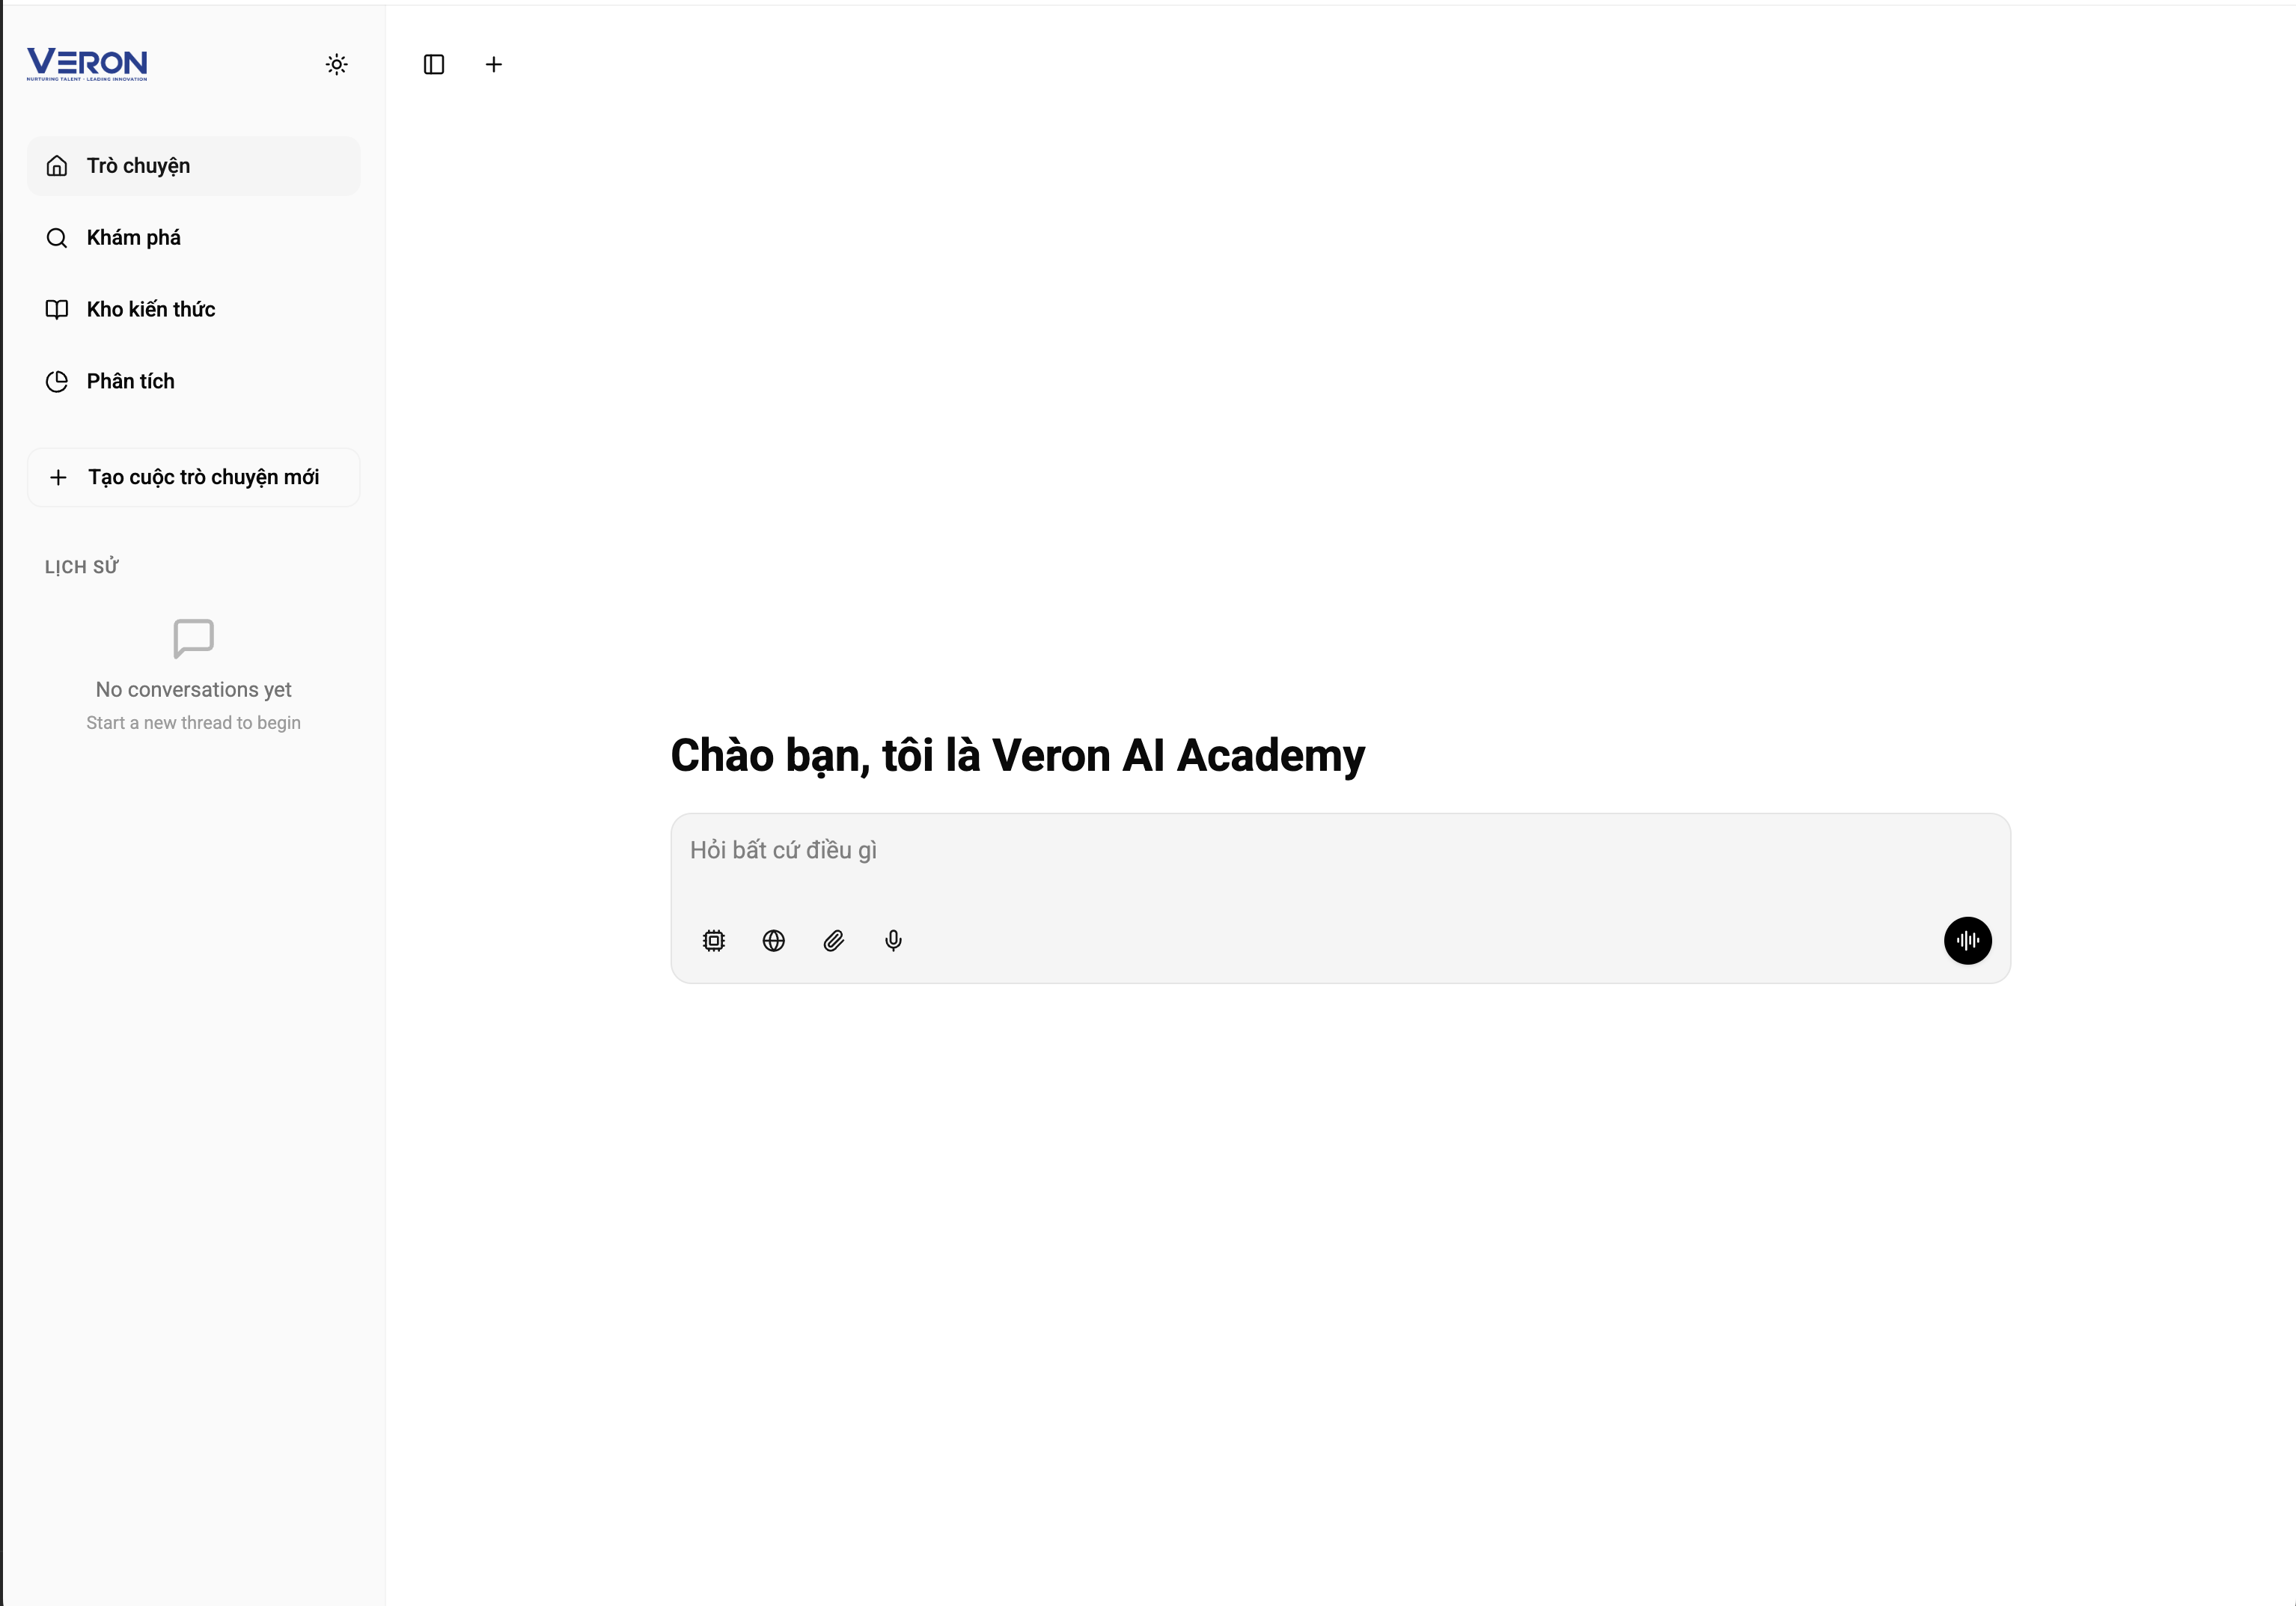 VERON
NURTURING TALENT - LEADING INNOVATION
Trò chuyện
Khám phá
Kho kiến thức
Phân tích
Tạo cuộc trò chuyện mới
LỊCH SỬ
No conversations yet
Start a new thread to begin
Chào bạn, tôi là Veron AI Academy
Hỏi bất cứ điều gì